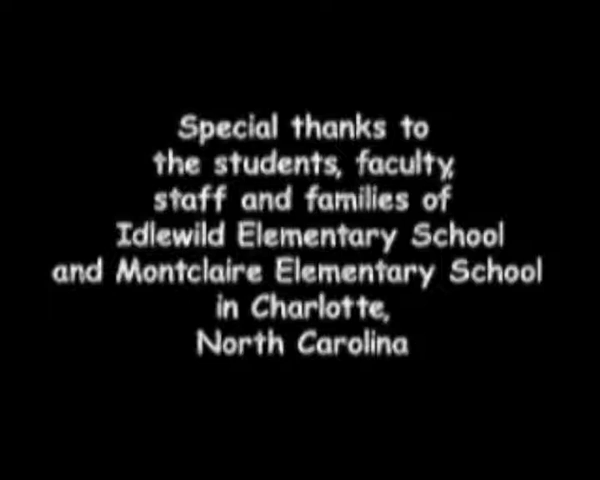 Special thanks to
the students, faculty,
staff and families of
Idlewild Elementary School
and Montclaire Elementary School
in Charlotte,
North Carolina